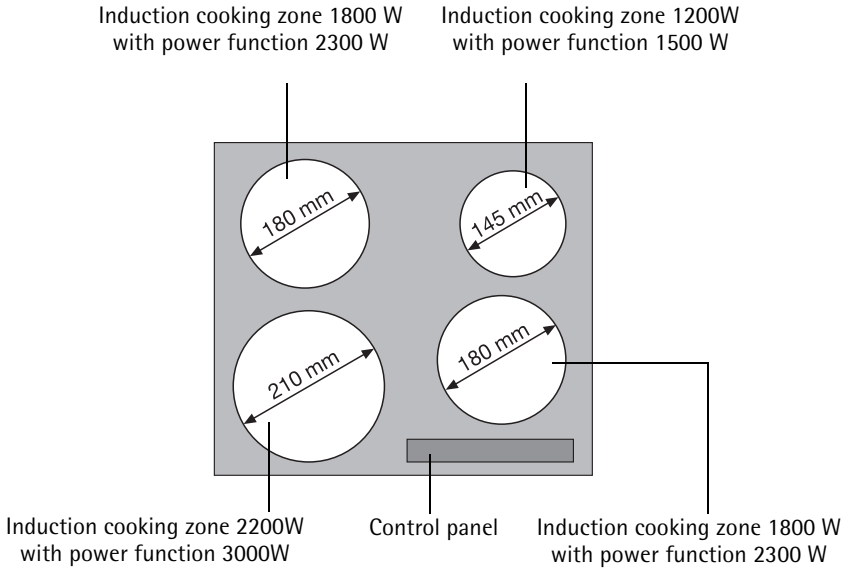 Induction cooking zone 1800 W
with power function 2300 W
Induction cooking zone 1200W
with power function 1500 W
180 mm
145 mm
210 mm
180 mm
Induction cooking zone 2200W
with power function 3000W
Control panel
Induction cooking zone 1800 W
with power function 2300 W